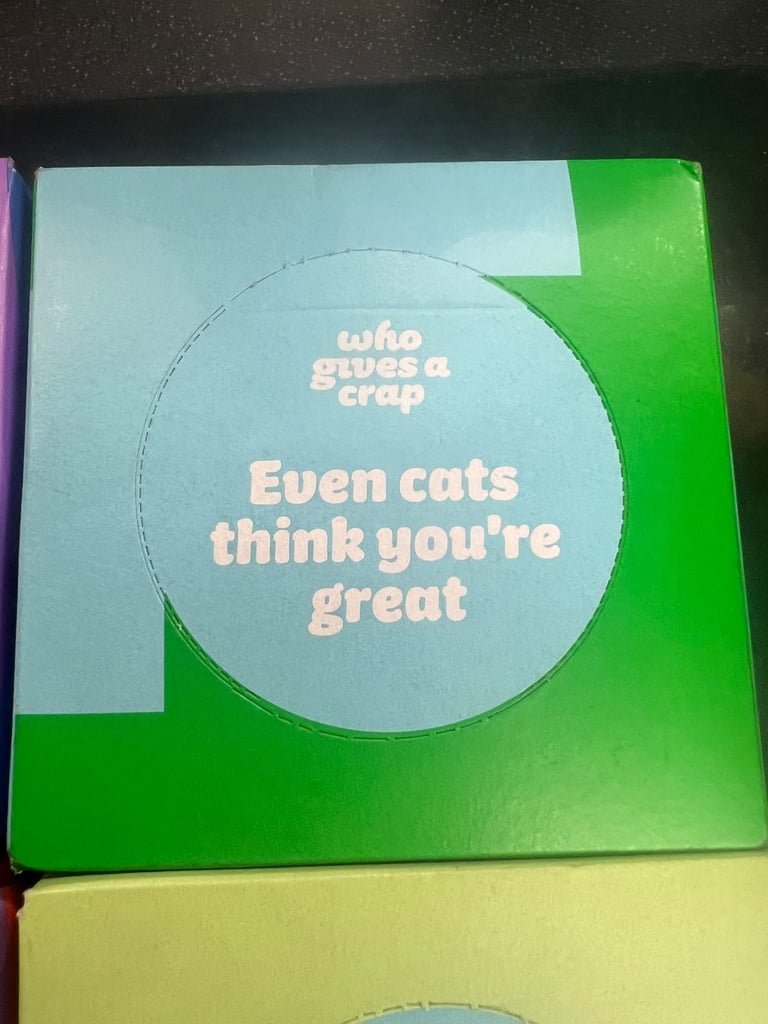 who
gives a
crap
Even cats
think you're
great